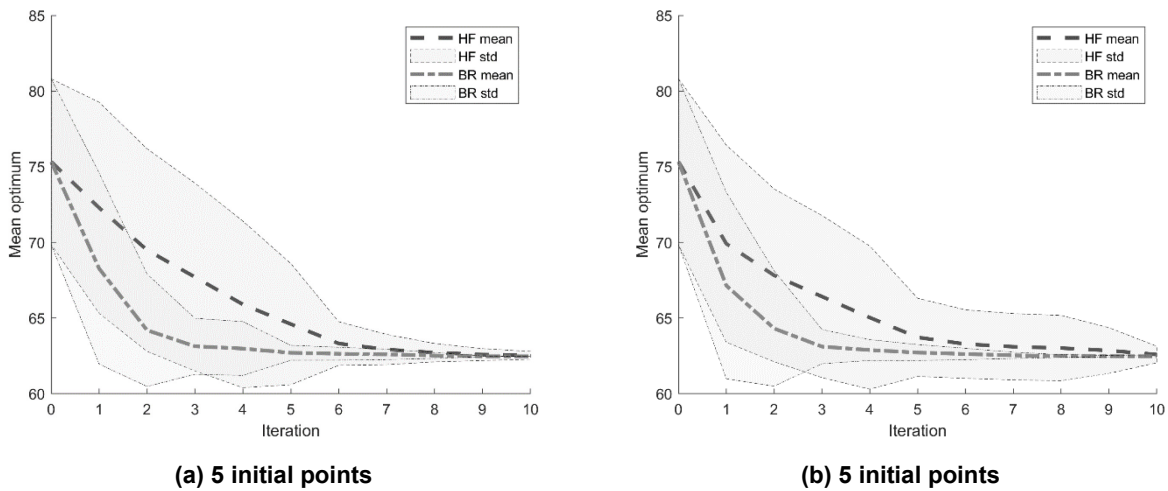 85
80
75
70
65
60
Mean optimum
0 1 2 3 4 5 6 7 8 9 10
Iteration
HF mean
HF std
BR mean
BR std
(a) 5 initial points
85
80
75
70
65
60
Mean optimum
0 1 2 3 4 5 6 7 8 9 10
Iteration
HF mean
HF std
BR mean
BR std
(b) 5 initial points